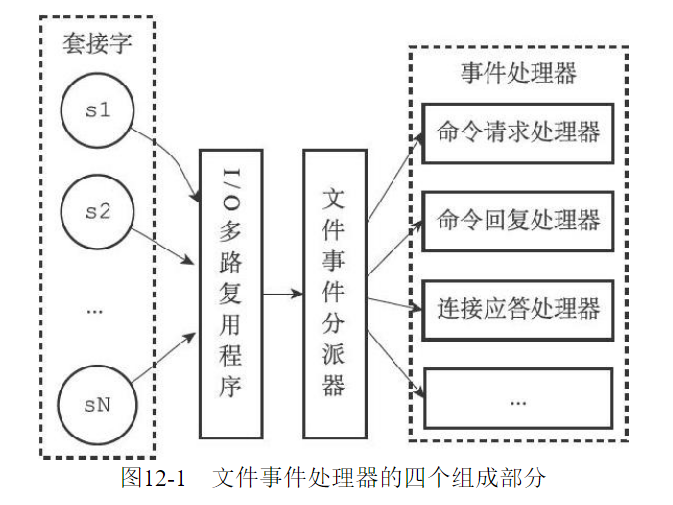 套接字
s1
s2
...
sN
I/O多路复用程序
文件事件分派器
事件处理器
命令请求处理器
命令回复处理器
连接应答处理器
...
图12-1 文件事件处理器的四个组成部分